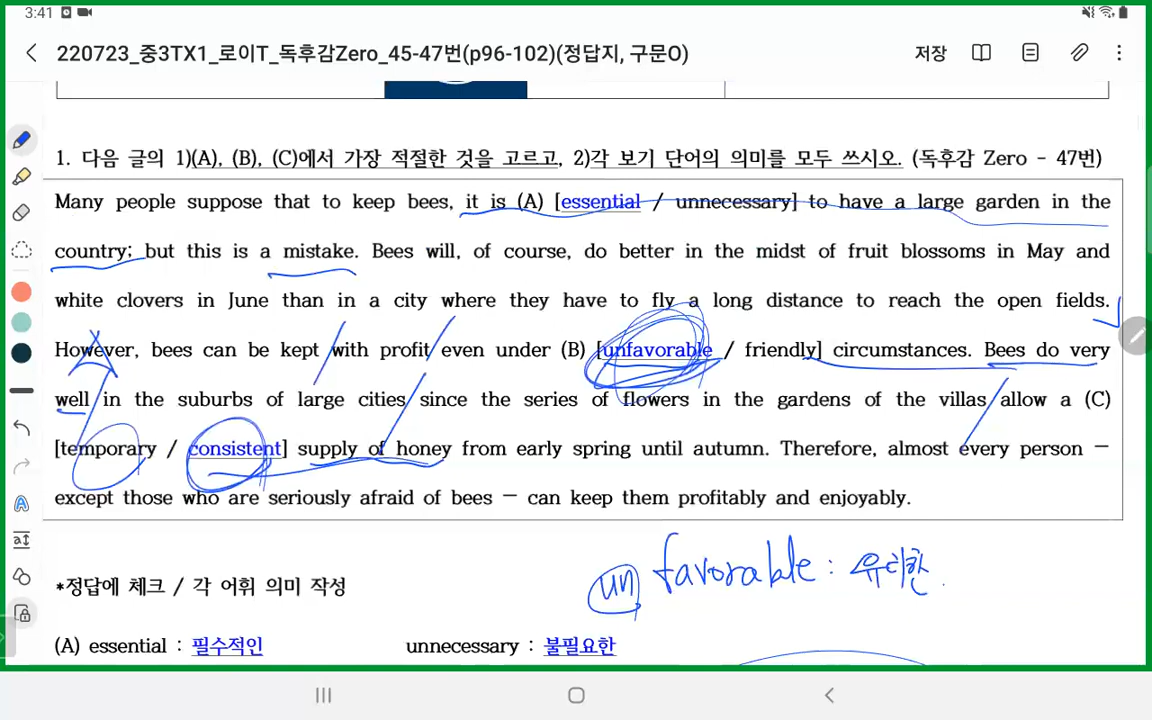 3:41
220723_중3TX1_로이T_독후감Zero_45-47번(p96-102)(정답지, 구문O)
저장
1. 다음 글의 1)(A), (B), (C)에서 가장 적절한 것을 고르고, 2)각 보기 단어의 의미를 모두 쓰시오. (독후감 Zero - 47번)
Many people suppose that to keep bees, it is (A) [essential / unnecessary] to have a large garden in the
country; but this is a mistake. Bees will, of course, do better in the midst of fruit blossoms in May and
white clovers in June than in a city where they have to fly a long distance to reach the open fields.
However, bees can be kept with profit even under (B) [unfavorable / friendly] circumstances. Bees do very
well in the suburbs of large cities since the series of flowers in the gardens of the villas allow a (C)
[temporary / consistent] supply of honey from early spring until autumn. Therefore, almost every person —
except those who are seriously afraid of bees — can keep them profitably and enjoyably.
un favorable : 유리한
*정답에 체크 / 각 어휘 의미 작성
(A) essential : 필수적인 unnecessary : 불필요한